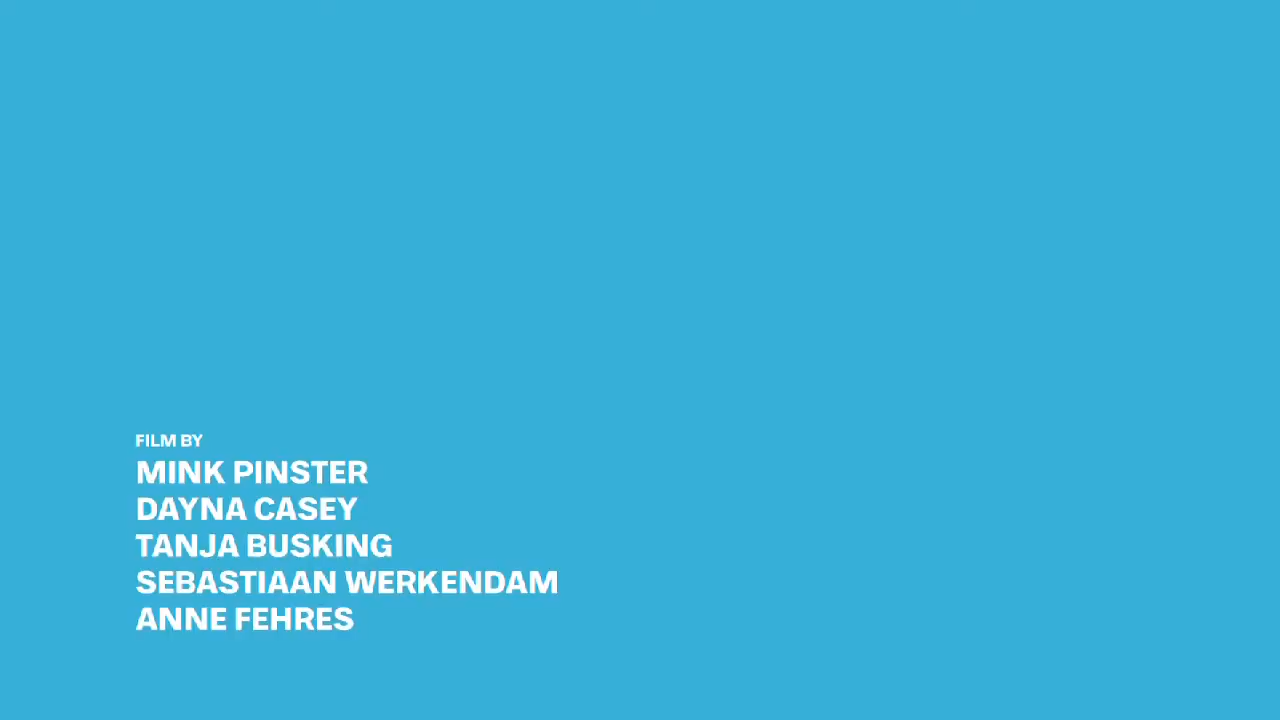 FILM BY
MINK PINSTER
DAYNA CASEY
TANJA BUSKING
SEBASTIAAN WERKENDAM
ANNE FEHRES